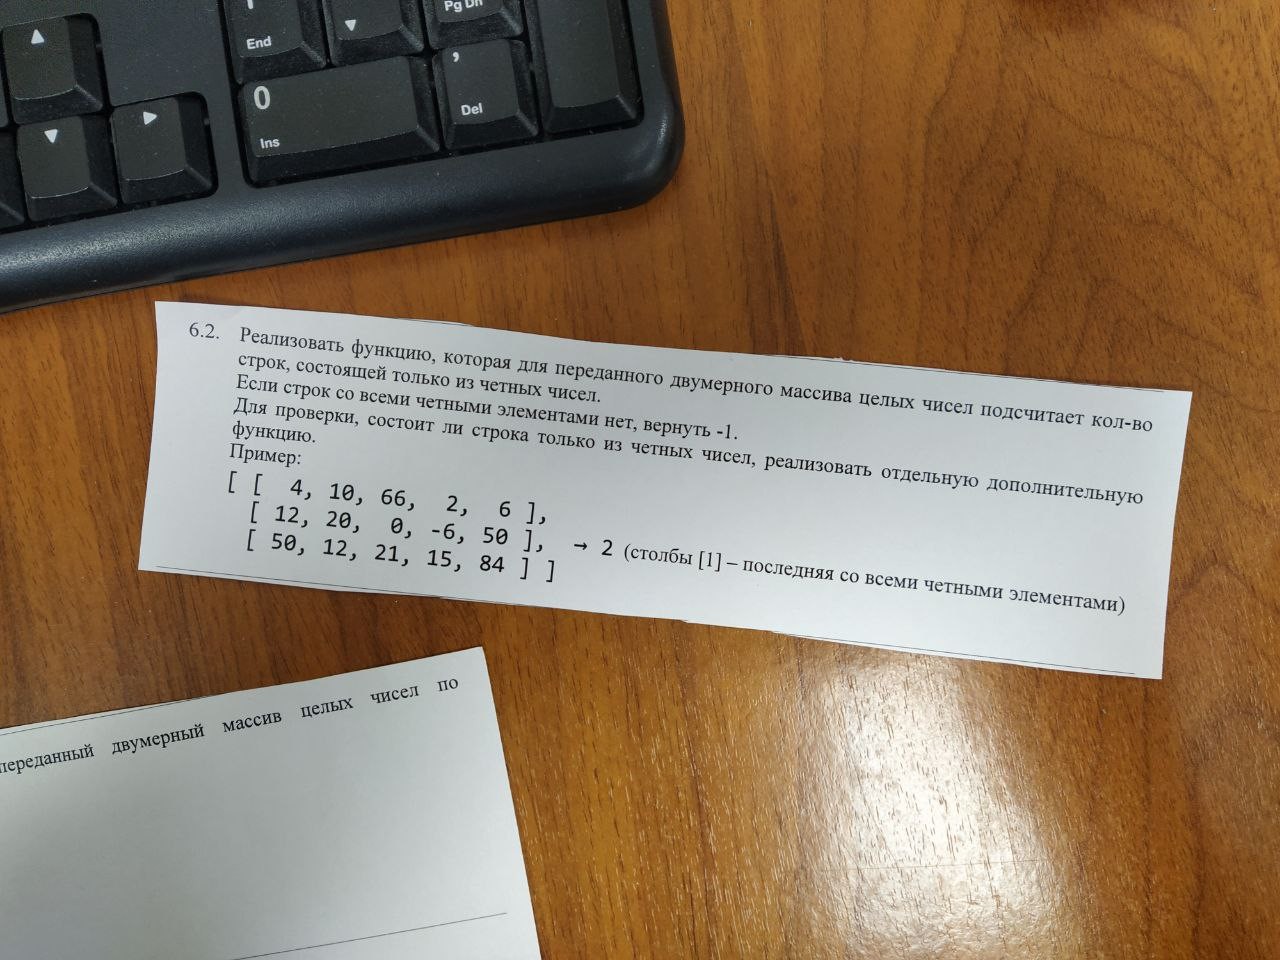 End
Pg Dn
0
Ins
,
Del
6.2. Реализовать функцию, которая для переданного двумерного массива целых чисел подсчитает кол-во
строк, состоящей только из четных чисел.
Если строк со всеми четными элементами нет, вернуть -1.
Для проверки, состоит ли строка только из четных чисел, реализовать отдельную дополнительную
функцию.
Пример:
[ [ 4, 10, 66, 2, 6 ],
[ 12, 20, 0, -6, 50 ], → 2 (столбы [1] – последняя со всеми четными элементами)
[ 50, 12, 21, 15, 84 ] ]
переданный двумерный массив целых чисел по